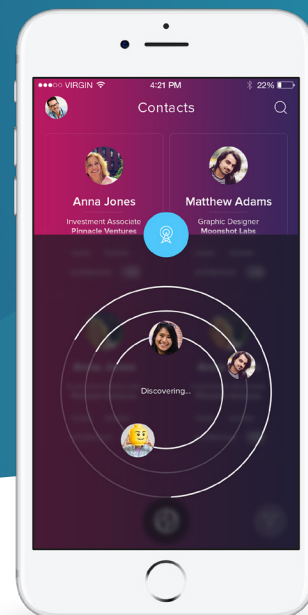 VIRGIN 4:21 PM 22%
Contacts
Anna Jones Matthew Adams
Investment Associate Graphic Designer
Pinnacle Ventures Moonshot Labs
Discovering...